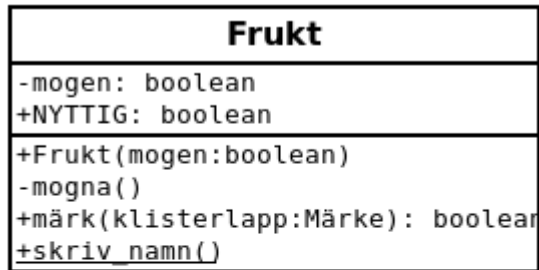 Frukt
-mogen: boolean
+NYTTIG: boolean
+Frukt(mogen:boolean)
-mogna()
+märk(klisterlapp:Märke): boolean
+skriv_namn()